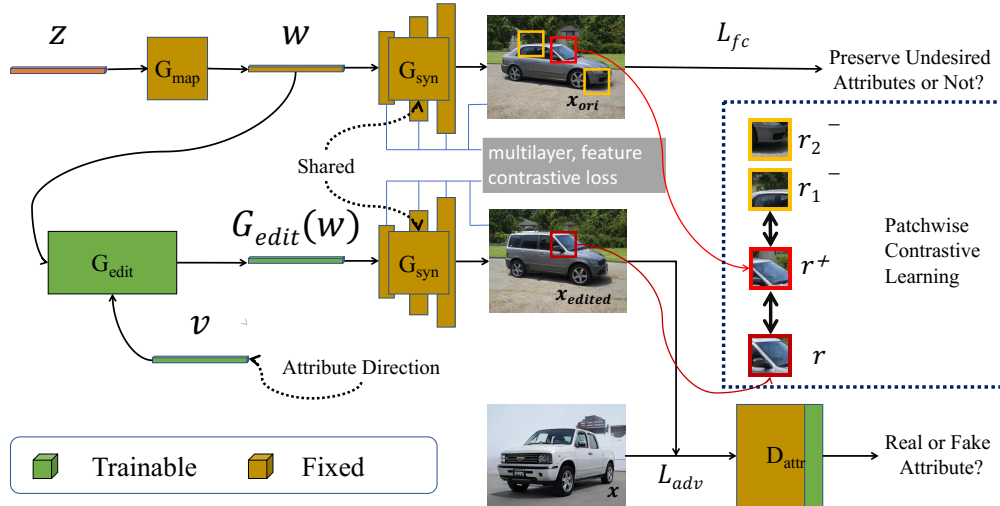 z
G_map
w
G_syn
x_ori
L_fc
Preserve Undesired
Attributes or Not?
Shared
multilayer, feature
contrastive loss
r_2^-
r_1^-
r^+
r
Patchwise
Contrastive
Learning
G_edit
G_edit(w)
G_syn
x_edited
v
Attribute Direction
Trainable
Fixed
x
L_adv
D_attr
Real or Fake
Attribute?